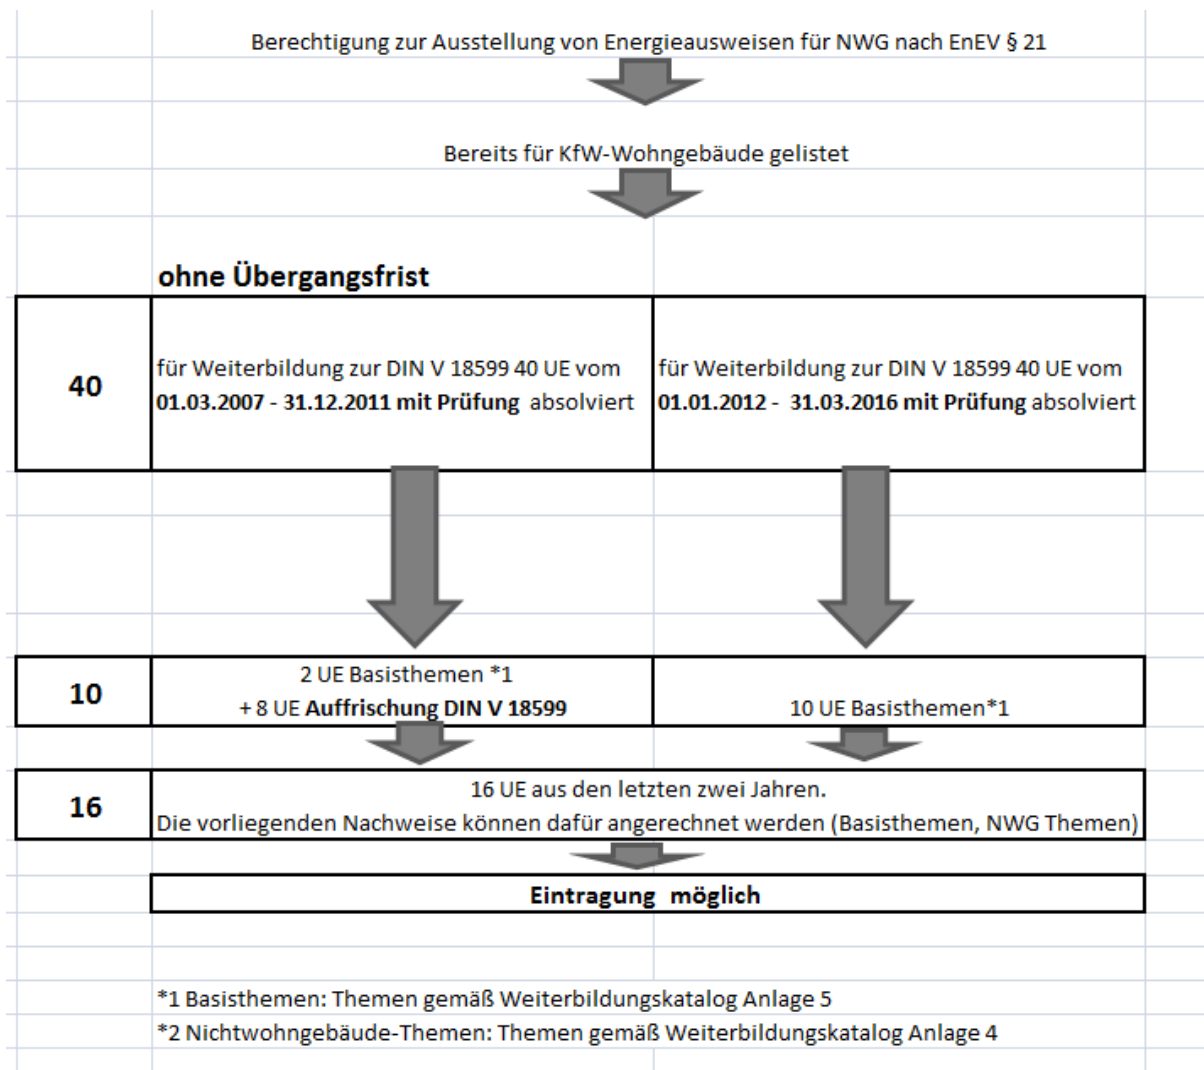 Berechtigung zur Ausstellung von Energieausweisen für NWG nach EnEV § 21
Bereits für KfW-Wohngebäude gelistet
ohne Übergangsfrist
40
für Weiterbildung zur DIN V 18599 40 UE vom
01.03.2007 - 31.12.2011 mit Prüfung absolviert
für Weiterbildung zur DIN V 18599 40 UE vom
01.01.2012 - 31.03.2016 mit Prüfung absolviert
10
2 UE Basisthemen *1
+ 8 UE Auffrischung DIN V 18599
10 UE Basisthemen*1
16
16 UE aus den letzten zwei Jahren.
Die vorliegenden Nachweise können dafür angerechnet werden (Basisthemen, NWG Themen)
Eintragung möglich
*1 Basisthemen: Themen gemäß Weiterbildungskatalog Anlage 5
*2 Nichtwohngebäude-Themen: Themen gemäß Weiterbildungskatalog Anlage 4